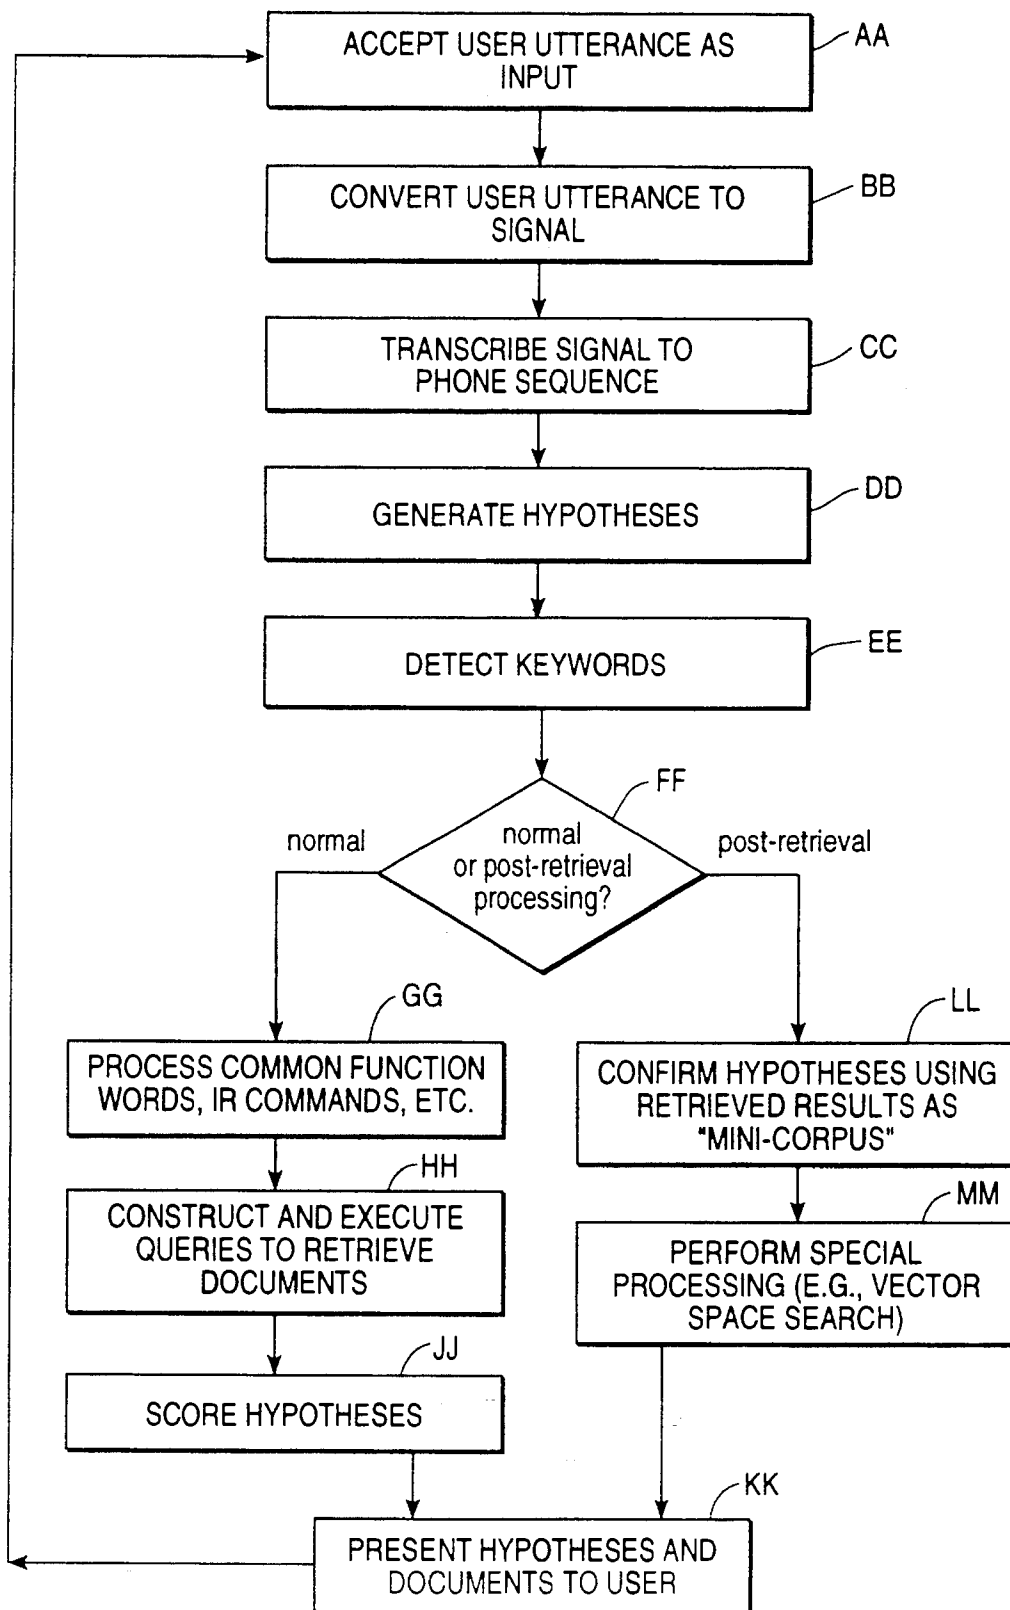 ACCEPT USER UTTERANCE AS
INPUT
AA
CONVERT USER UTTERANCE TO
SIGNAL
BB
TRANSCRIBE SIGNAL TO
PHONE SEQUENCE
CC
GENERATE HYPOTHESES
DD
DETECT KEYWORDS
EE
FF
normal
normal
or post-retrieval
processing?
post-retrieval
GG
PROCESS COMMON FUNCTION
WORDS, IR COMMANDS, ETC.
LL
CONFIRM HYPOTHESES USING
RETRIEVED RESULTS AS
"MINI-CORPUS"
HH
CONSTRUCT AND EXECUTE
QUERIES TO RETRIEVE
DOCUMENTS
MM
PERFORM SPECIAL
PROCESSING (E.G., VECTOR
SPACE SEARCH)
JJ
SCORE HYPOTHESES
KK
PRESENT HYPOTHESES AND
DOCUMENTS TO USER